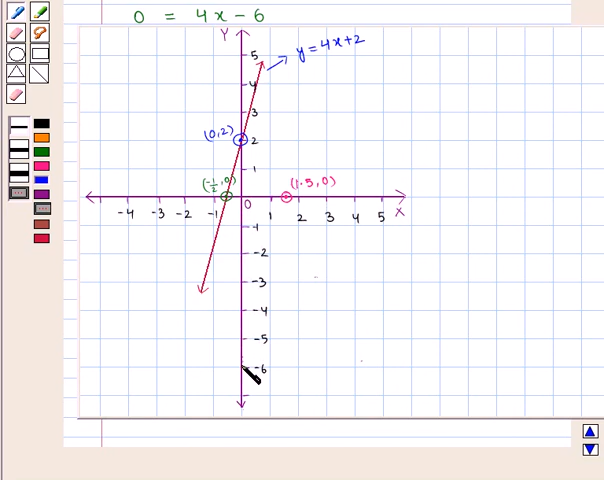 0 = 4x - 6
Y
y = 4x+2
5
4
3
(0,2) 2
1
(-1/2, 0) (1.5, 0)
-4 -3 -2 -1 0 1 2 3 4 5 X
-1
-2
-3
-4
-5
-6